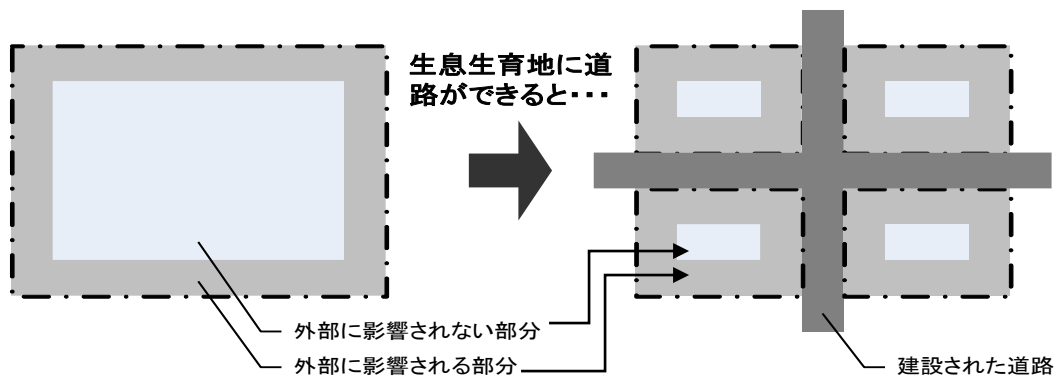 生息生育地に道
路ができると・・・
外部に影響されない部分
外部に影響される部分
建設された道路